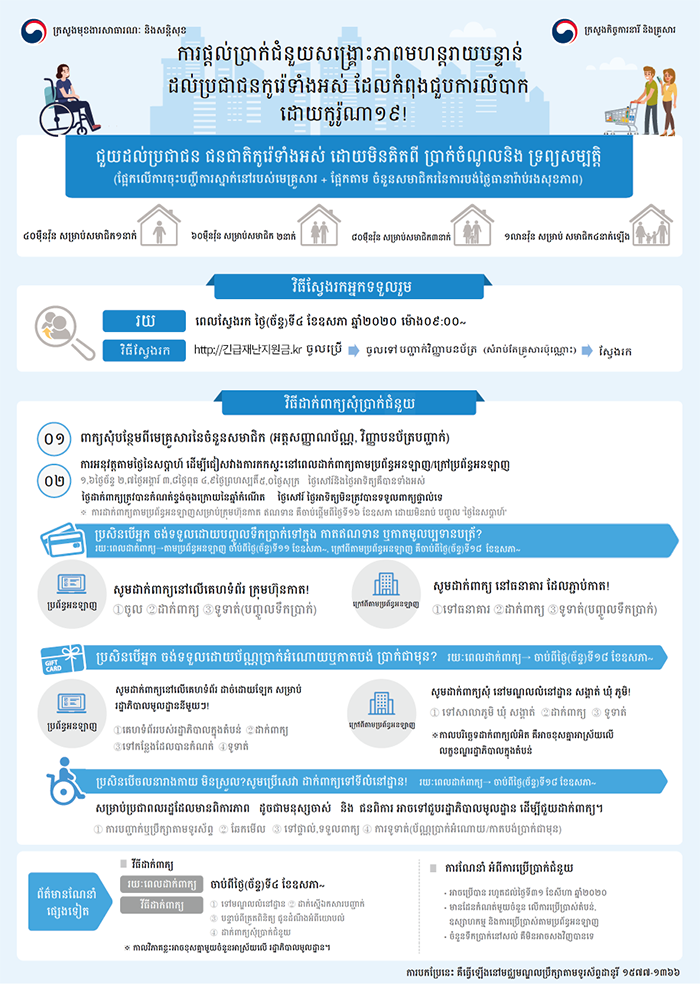 ក្រសួងមុខងារសាធារណៈ និងសន្តិសុខ
ក្រសួងកិច្ចការនារី និងគ្រួសារ
ការផ្តល់ប្រាក់ជំនួយសង្គ្រោះភាពមហន្តរាយបន្ទាន់
ដល់ប្រជាជនកូរ៉េទាំងអស់ ដែលកំពុងជួបការលំបាក
ដោយកូរ៉ូណា១៩!
ជួយដល់ប្រជាជន ជនជាតិកូរ៉េទាំងអស់ ដោយមិនគិតពី ប្រាក់ចំណូលនិង ទ្រព្យសម្បត្តិ
(ផ្អែកលើការចុះបញ្ជីការស្នាក់នៅរបស់មេគ្រួសារ + ផ្អែកតាម ចំនួនសមាជិករនៃការបង់ថ្លៃធានារ៉ាប់រងសុខភាព)
៤០ម៉ឺនវ៉ុន សម្រាប់សមាជិក១នាក់
៦០ម៉ឺនវ៉ុន សម្រាប់សមាជិក ២នាក់
៨០ម៉ឺនវ៉ុន សម្រាប់សមាជិក៣នាក់
១លានវ៉ុន សម្រាប់ សមាជិក៤នាក់ឡើង
វិធីស្វែងរកអ្នកទទួលរួម
រយ
ពេលស្វែងរក ថ្ងៃ(ច័ន្ទ)ទី៤ ខែឧសភា ឆ្នាំ២០២០ ម៉ោង០៩:០០~
វិធីស្វែងរក
http://긴급재난지원금.kr ចូលប្រើ
ចូលទៅ បញ្ជាក់វិញ្ញាបនប័ត្រ (សំរាប់តែគ្រួសារប៉ុណ្ណោះ)
ស្វែងរក
វិធីដាក់ពាក្យសុំប្រាក់ជំនួយ
០១
ពាក្យសុំបន្ថែមពីមេគ្រួសារនៃចំនួនសមាជិក (អត្តសញ្ញាណប័ណ្ណ, វិញ្ញាបនប័ត្របញ្ជាក់)
០២
ការអនុវត្តតាមថ្ងៃនៃសប្តាហ៍ ដើម្បីជៀសវាងការកកស្ទះនៅពេលដាក់ពាក្យតាមប្រព័ន្ធអនឡាញ/ក្រៅប្រព័ន្ធអនឡាញ
១,៦ថ្ងៃច័ន្ទ ២,៧ថ្ងៃអង្គារ៍ ៣,៨ថ្ងៃពុធ ៤,៩ថ្ងៃព្រហស្បតិ៍៥,០ថ្ងៃសុក្រ ថ្ងៃសៅរ៍និងថ្ងៃអាទិត្យគឺបានទាំងអស់
ថ្ងៃដាក់ពាក្យត្រូវបានកំណត់ខ្ទង់ចុងក្រោយនៃឆ្នាំកំណើត ថ្ងៃសៅរ៍ ថ្ងៃអាទិត្យមិនត្រូវបានទទួលពាក្យផ្ទាល់ទេ
※ ការដាក់ពាក្យតាមប្រព័ន្ធអនឡាញសម្រាប់ក្រុមហ៊ុនកាត ឥណទាន គឺចាប់ផ្តើមពីថ្ងៃទី១៦ ខែឧសភា ដោយមិនរាប់ បញ្ចូល 'ថ្ងៃនៃសប្តាហ៍'
ប្រសិនបើអ្នក ចង់ទទួលដោយបញ្ចូលទឹកប្រាក់ទៅក្នុង កាតឥណទាន ឬកាតមូលប្បទានបត្រ?
រយៈពេលដាក់ពាក្យ→តាមប្រព័ន្ធអនឡាញ ចាប់ពីថ្ងៃ(ច័ន្ទ)ទី១១ ខែឧសភា~, ក្រៅពីតាមប្រព័ន្ធអនឡាញ គឺចាប់ពីថ្ងៃ(ច័ន្ទ)ទី១៨ ខែឧសភា~
ប្រព័ន្ធអនឡាញ
សូមដាក់ពាក្យនៅលើគេហទំព័រ ក្រុមហ៊ុនកាត!
①ចូល ②ដាក់ពាក្យ ③ទូទាត់(បញ្ចូលទឹកប្រាក់)
ក្រៅពីតាមប្រព័ន្ធអនឡាញ
សូមដាក់ពាក្យ នៅធនាគារ ដែលភ្ជាប់កាត!
①ទៅធនាគារ ②ដាក់ពាក្យ ③ទូទាត់(បញ្ចូលទឹកប្រាក់)
GIFT CARD
ប្រសិនបើអ្នក ចង់ទទួលដោយប័ណ្ណប្រាក់អំណោយឬកាតបង់ ប្រាក់ជាមុន? រយៈពេលដាក់ពាក្យ→ ចាប់ពីថ្ងៃ(ច័ន្ទ)ទី១៨ ខែឧសភា~
ប្រព័ន្ធអនឡាញ
សូមដាក់ពាក្យនៅលើគេហទំព័រ ដាច់ដោយឡែក សម្រាប់
រដ្ឋាភិបាលមូលដ្ឋាននីមួយៗ!
①គេហទំព័ររបស់រដ្ឋាភិបាលក្នុងតំបន់ ②ដាក់ពាក្យ
③ទៅកន្លែងដែលបានកំណត់ ④ទូទាត់
ក្រៅពីតាមប្រព័ន្ធអនឡាញ
សូមដាក់ពាក្យសុំ នៅមណ្ឌលលំនៅដ្ឋាន សង្កាត់ ឃុំ ភូមិ!
① ទៅសាលាភូមិ ឃុំ សង្កាត់ ②ដាក់ពាក្យ ③ ទូទាត់
※កាលបរិច្ឆេទដាក់ពាក្យលំអិត គឺអាចខុសគ្នាអាស្រ័យលើ
លក្ខខណ្ឌរដ្ឋាភិបាលក្នុងតំបន់
ប្រសិនបើចលនារាងកាយ មិនស្រួល?សូមប្រើសេវា ដាក់ពាក្យទៅទីលំនៅដ្ឋាន! រយៈពេលដាក់ពាក្យ→ ចាប់ពីថ្ងៃ(ច័ន្ទ)ទី១៨ ខែឧសភា~
សម្រាប់ប្រជាពលរដ្ឋដែលមានពិការភាព ដូចជាមនុស្សចាស់ និង ជនពិការ អាចទៅជួបរដ្ឋាភិបាលមូលដ្ឋាន ដើម្បីជួយដាក់ពាក្យ។
① ការបញ្ជាក់ឬប្រឹក្សាតាមទូរស័ព្ទ ② ឆែកមើល ③ ទៅផ្ទាល់,ទទួលពាក្យ ④ ការទូទាត់(ប័ណ្ណប្រាក់អំណោយ/កាតបង់ប្រាក់ជាមុន)
ព័ត៌មានណែនាំ
ផ្សេងទៀត
វិធីដាក់ពាក្យ
រយៈពេលដាក់ពាក្យ
ចាប់ពីថ្ងៃ(ច័ន្ទ)ទី៤ ខែឧសភា~
វិធីដាក់ពាក្យ
① ទៅមណ្ឌលលំនៅដ្ឋាន ② ដាក់ស្នើឯកសារបញ្ជាក់
③ បន្ទាប់ពីត្រួតពិនិត្យ ជូនដំណឹងអំពីយោបល់
④ ដាក់ពាក្យសុំប្រាក់ជំនួយ
※ កាលវិភាគខ្លះអាចខុសគ្នាមួយចំនួនអាស្រ័យលើ រដ្ឋាភិបាលមូលដ្ឋាន។
ការណែនាំ អំពីការប្រើប្រាក់ជំនួយ
- អាចប្រើបាន រហូតដល់ថ្ងៃទី៣១ ខែសីហា ឆ្នាំ២០២០
- មានដែនកំណត់មួយចំនួន លើការប្រើប្រាស់តំបន់,
ឧស្សាហកម្ម និងការប្រើប្រាស់តាមប្រព័ន្ធអនឡាញ
- ចំនួនទឹកប្រាក់នៅសល់ គឺមិនអាចសងវិញបានទេ
ការបកប្រែនេះ គឺធ្វើឡើងនៅមជ្ឈមណ្ឌលប្រឹក្សាតាមទូរស័ព្ទដានូរី ១៥៧៧-១៣៦៦